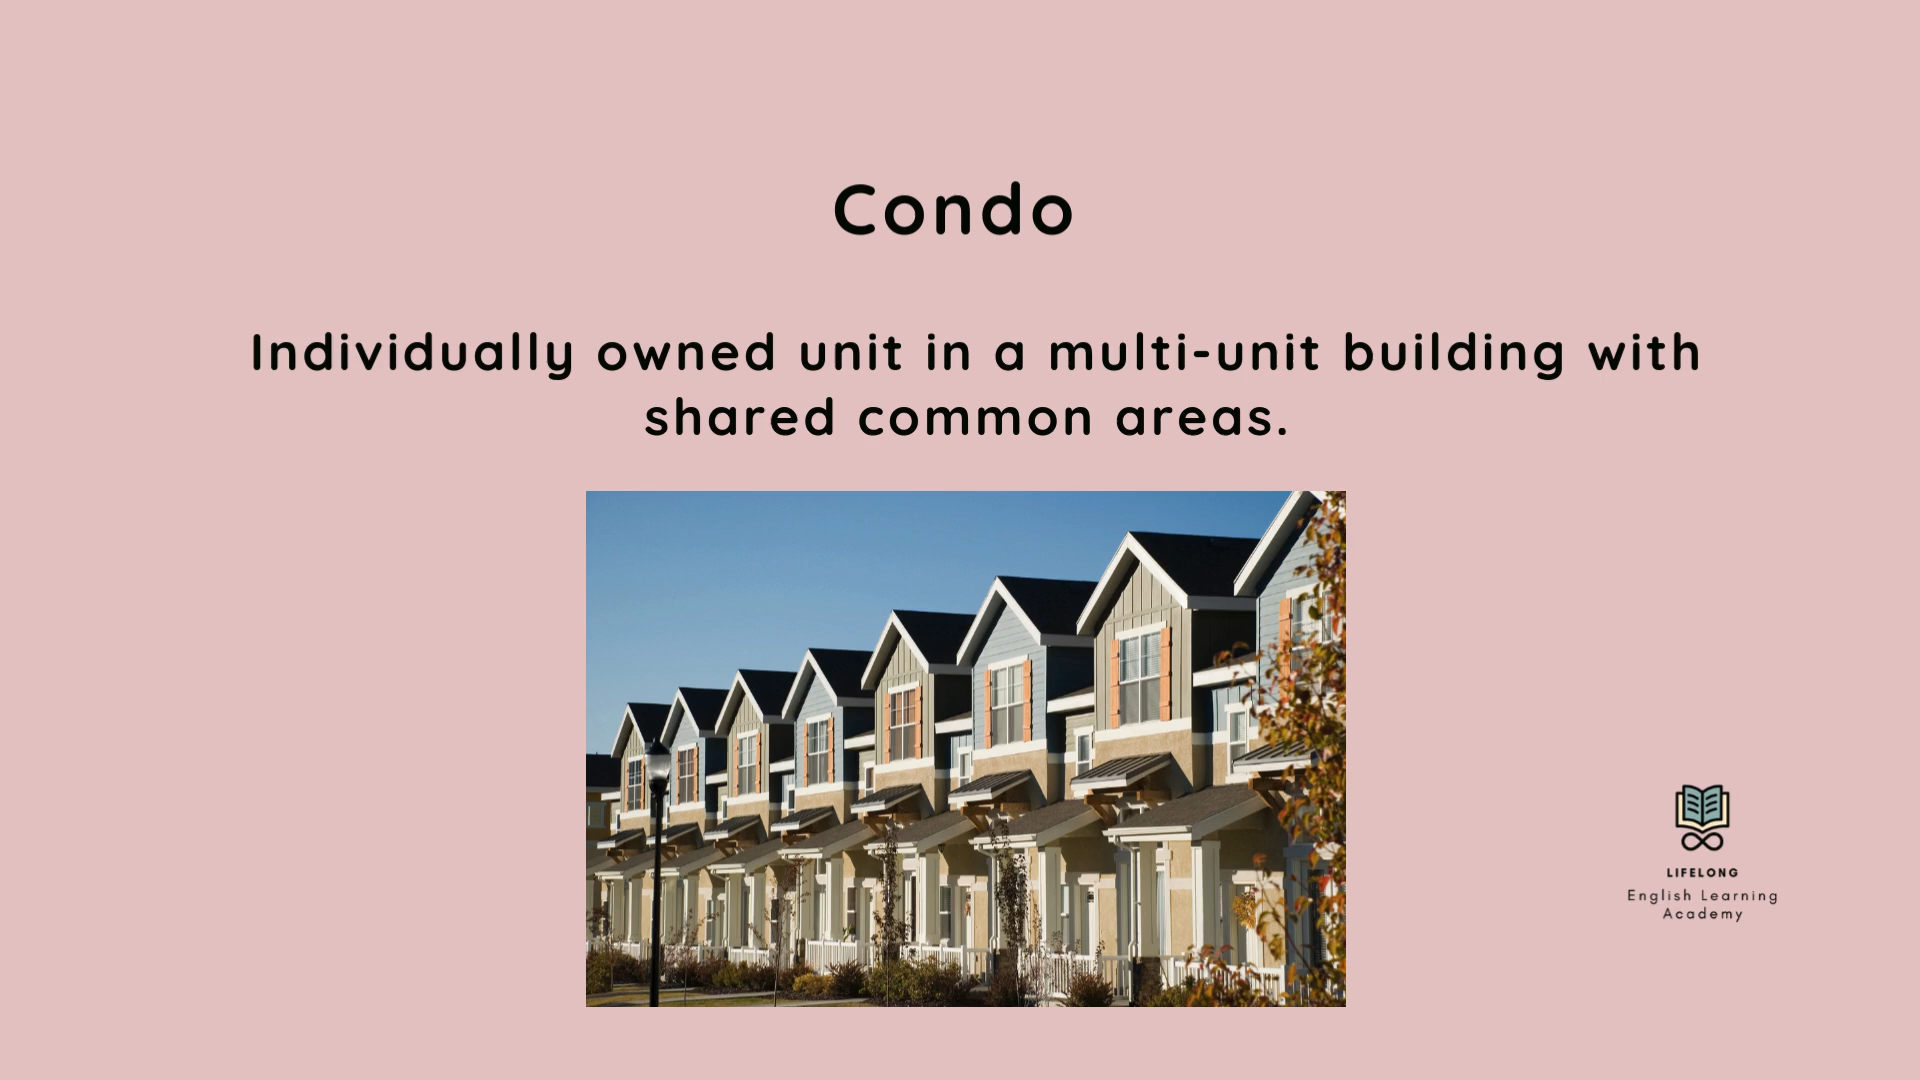 Condo
Individually owned unit in a multi-unit building with
shared common areas.
LIFELONG
English Learning
Academy